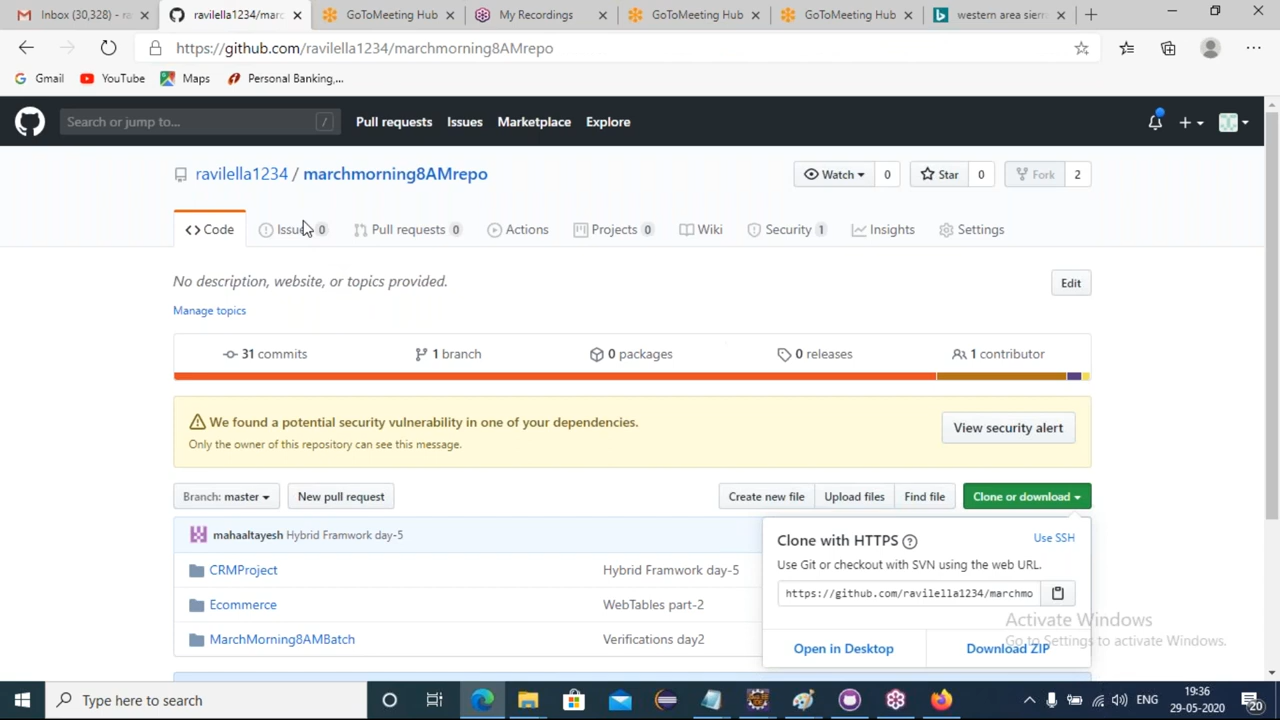 Inbox (30,328) - ra
ravilella1234/marc
GoToMeeting Hub
My Recordings
GoToMeeting Hub
GoToMeeting Hub
western area sierr
https://github.com/ravilella1234/marchmorning8AMrepo
Gmail
YouTube
Maps
Personal Banking,...
Search or jump to...
/
Pull requests
Issues
Marketplace
Explore
ravilella1234 / marchmorning8AMrepo
Watch 0
Star 0
Fork 2
Code
Issues 0
Pull requests 0
Actions
Projects 0
Wiki
Security 1
Insights
Settings
No description, website, or topics provided.
Edit
Manage topics
31 commits
1 branch
0 packages
0 releases
1 contributor
We found a potential security vulnerability in one of your dependencies.
Only the owner of this repository can see this message.
View security alert
Branch: master
New pull request
Create new file
Upload files
Find file
Clone or download
mahaaltayesh Hybrid Framwork day-5
Clone with HTTPS
Use SSH
Use Git or checkout with SVN using the web URL.
https://github.com/ravilella1234/marchmo
Open in Desktop
Download ZIP
CRMProject
Hybrid Framwork day-5
Ecommerce
WebTables part-2
MarchMorning8AMBatch
Verifications day2
Activate Windows
Go to Settings to activate Windows.
Type here to search
ENG
19:36
29-05-2020
20